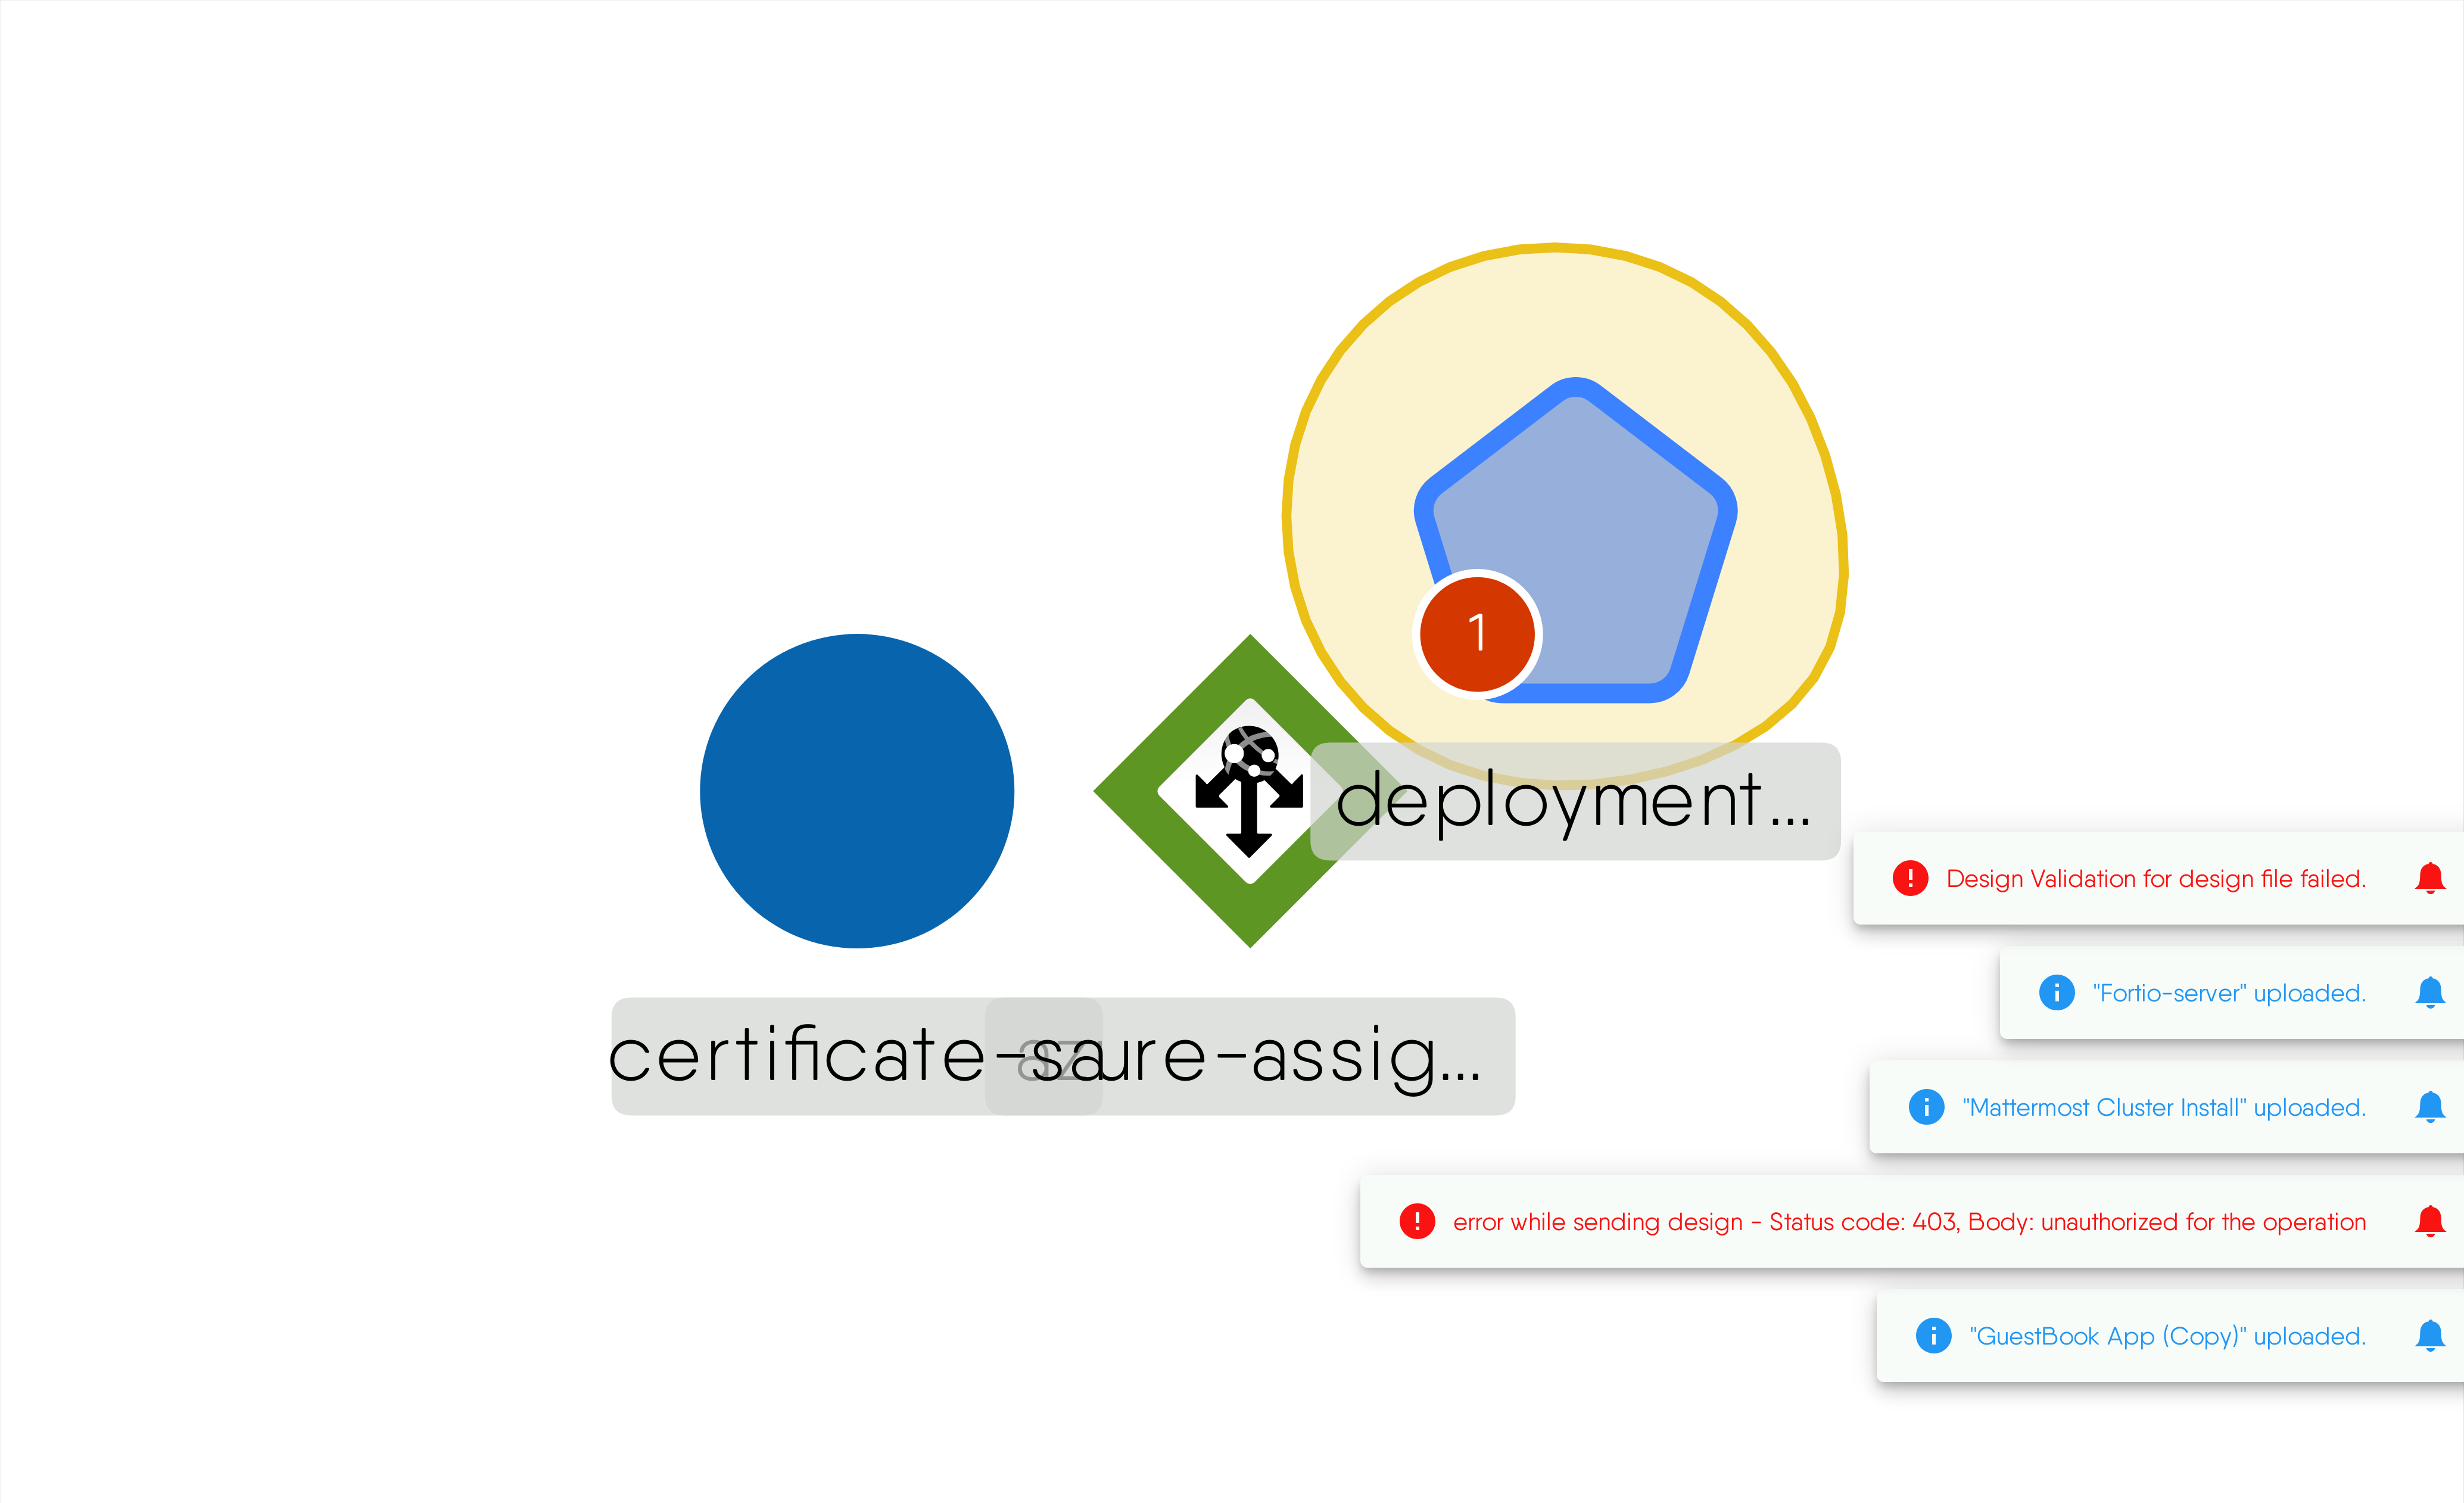 1
deployment...
certificate-s
azure-assig...
Design Validation for design file failed.
"Fortio-server" uploaded.
"Mattermost Cluster Install" uploaded.
error while sending design - Status code: 403, Body: unauthorized for the operation
"GuestBook App (Copy)" uploaded.